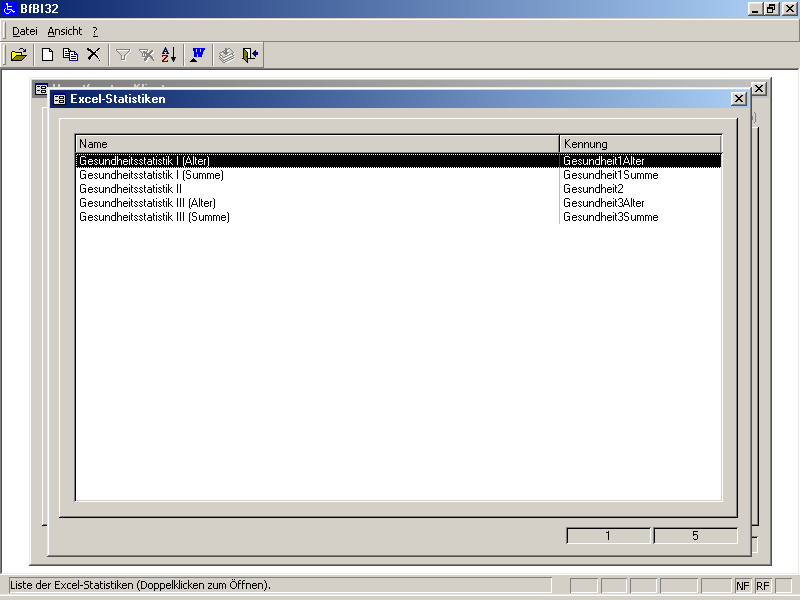 BfBI32
Datei Ansicht ?
Excel-Statistiken
Name Kennung
Gesundheitsstatistik I (Alter) Gesundheit1Alter
Gesundheitsstatistik I (Summe) Gesundheit1Summe
Gesundheitsstatistik II Gesundheit2
Gesundheitsstatistik III (Alter) Gesundheit3Alter
Gesundheitsstatistik III (Summe) Gesundheit3Summe
1 5
Liste der Excel-Statistiken (Doppelklicken zum Öffnen). NF RF